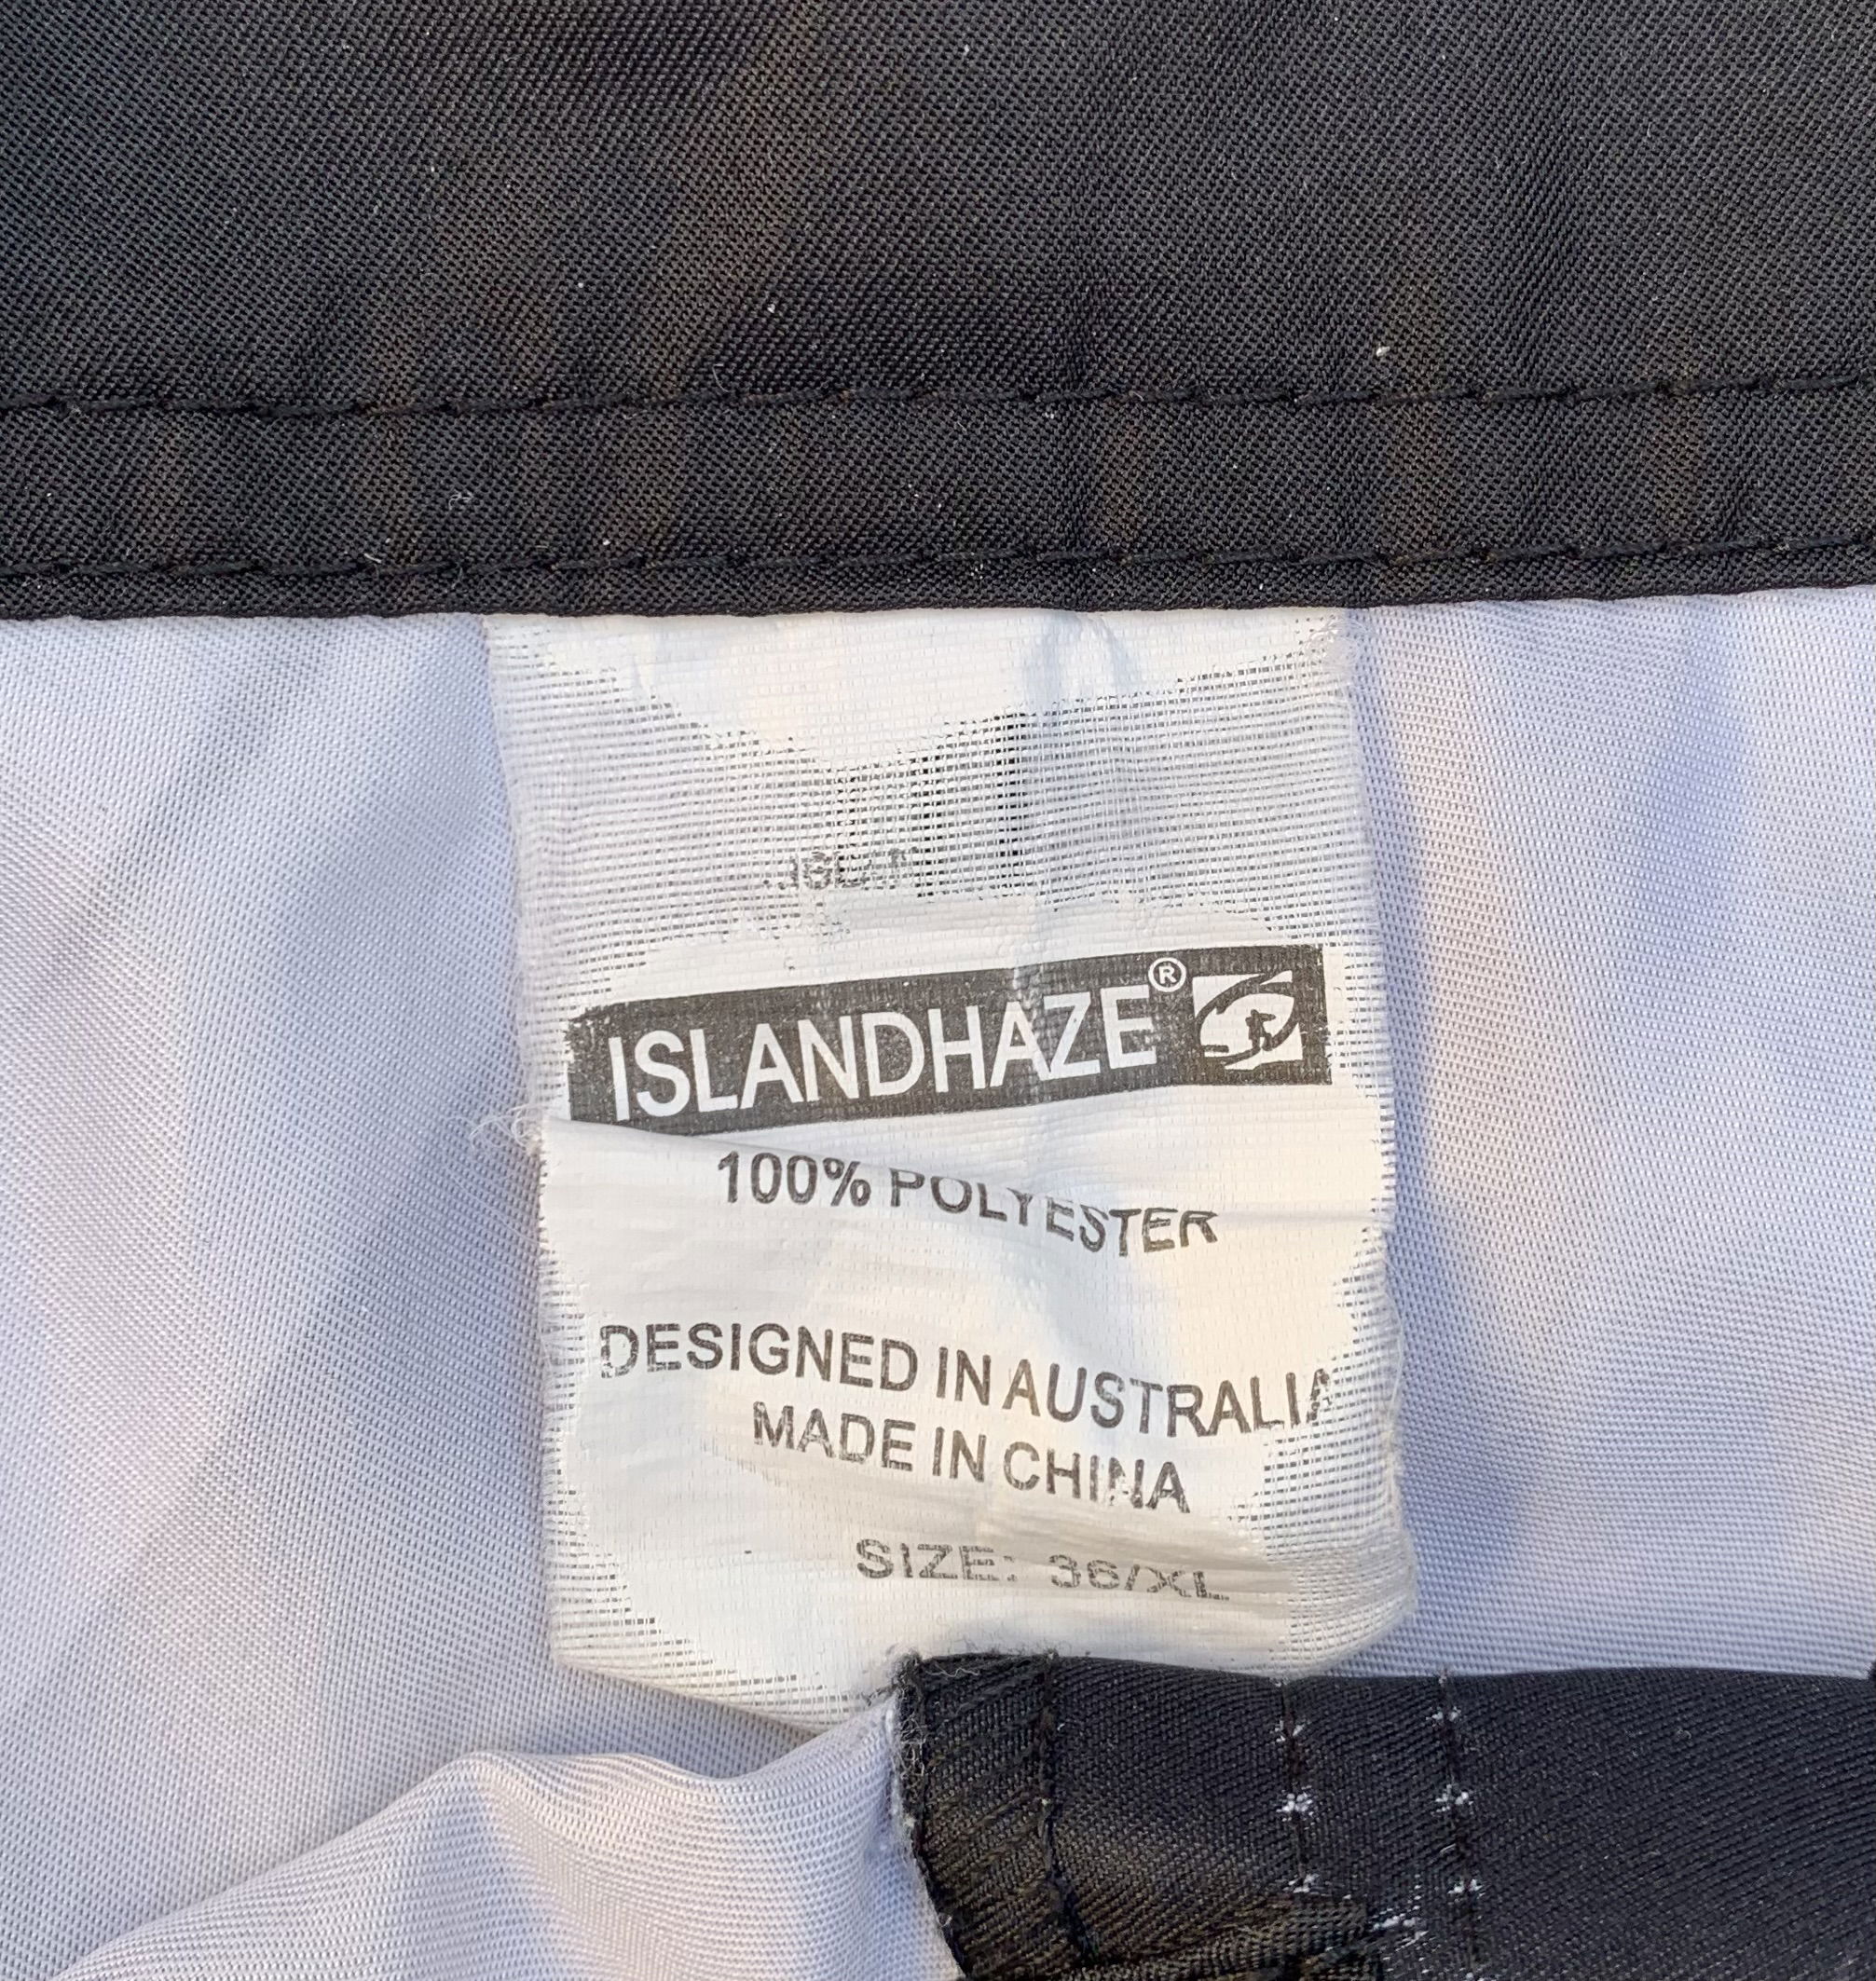 ISLANDHAZE®
100% POLYESTER
DESIGNED IN AUSTRALIA
MADE IN CHINA
SIZE: 36/XL